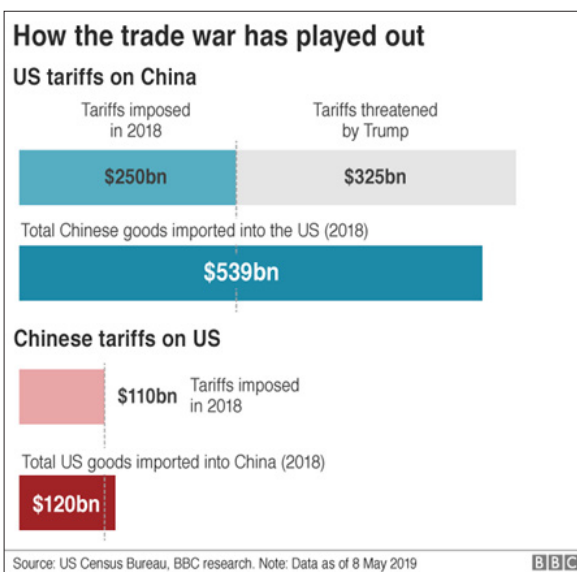 How the trade war has played out
US tariffs on China
Tariffs imposed
in 2018
Tariffs threatened
by Trump
$250bn
$325bn
Total Chinese goods imported into the US (2018)
$539bn
Chinese tariffs on US
$110bn
Tariffs imposed
in 2018
Total US goods imported into China (2018)
$120bn
Source: US Census Bureau, BBC research. Note: Data as of 8 May 2019
BBC